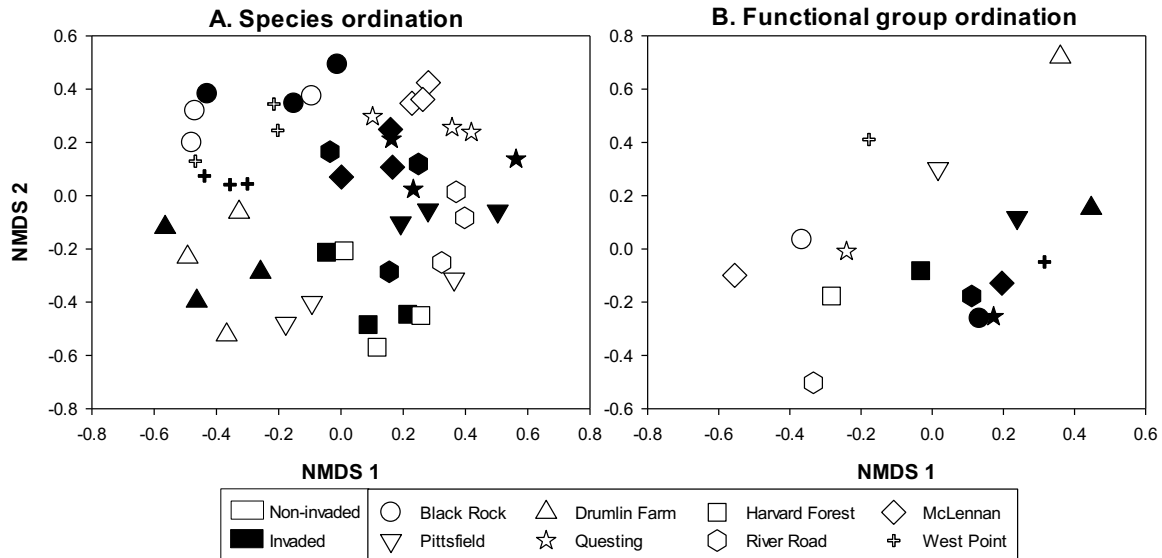 A. Species ordination
B. Functional group ordination
0.6
0.4
0.2
0.0
-0.2
-0.4
-0.6
-0.8
NMDS 2
-0.8 -0.6 -0.4 -0.2 0.0 0.2 0.4 0.6 0.8
NMDS 1
0.8
0.6
0.4
0.2
0.0
-0.2
-0.4
-0.6
-0.8 -0.6 -0.4 -0.2 0.0 0.2 0.4 0.6
NMDS 1
Non-invaded
Invaded
Black Rock Drumlin Farm Harvard Forest McLennan
Pittsfield Questing River Road West Point